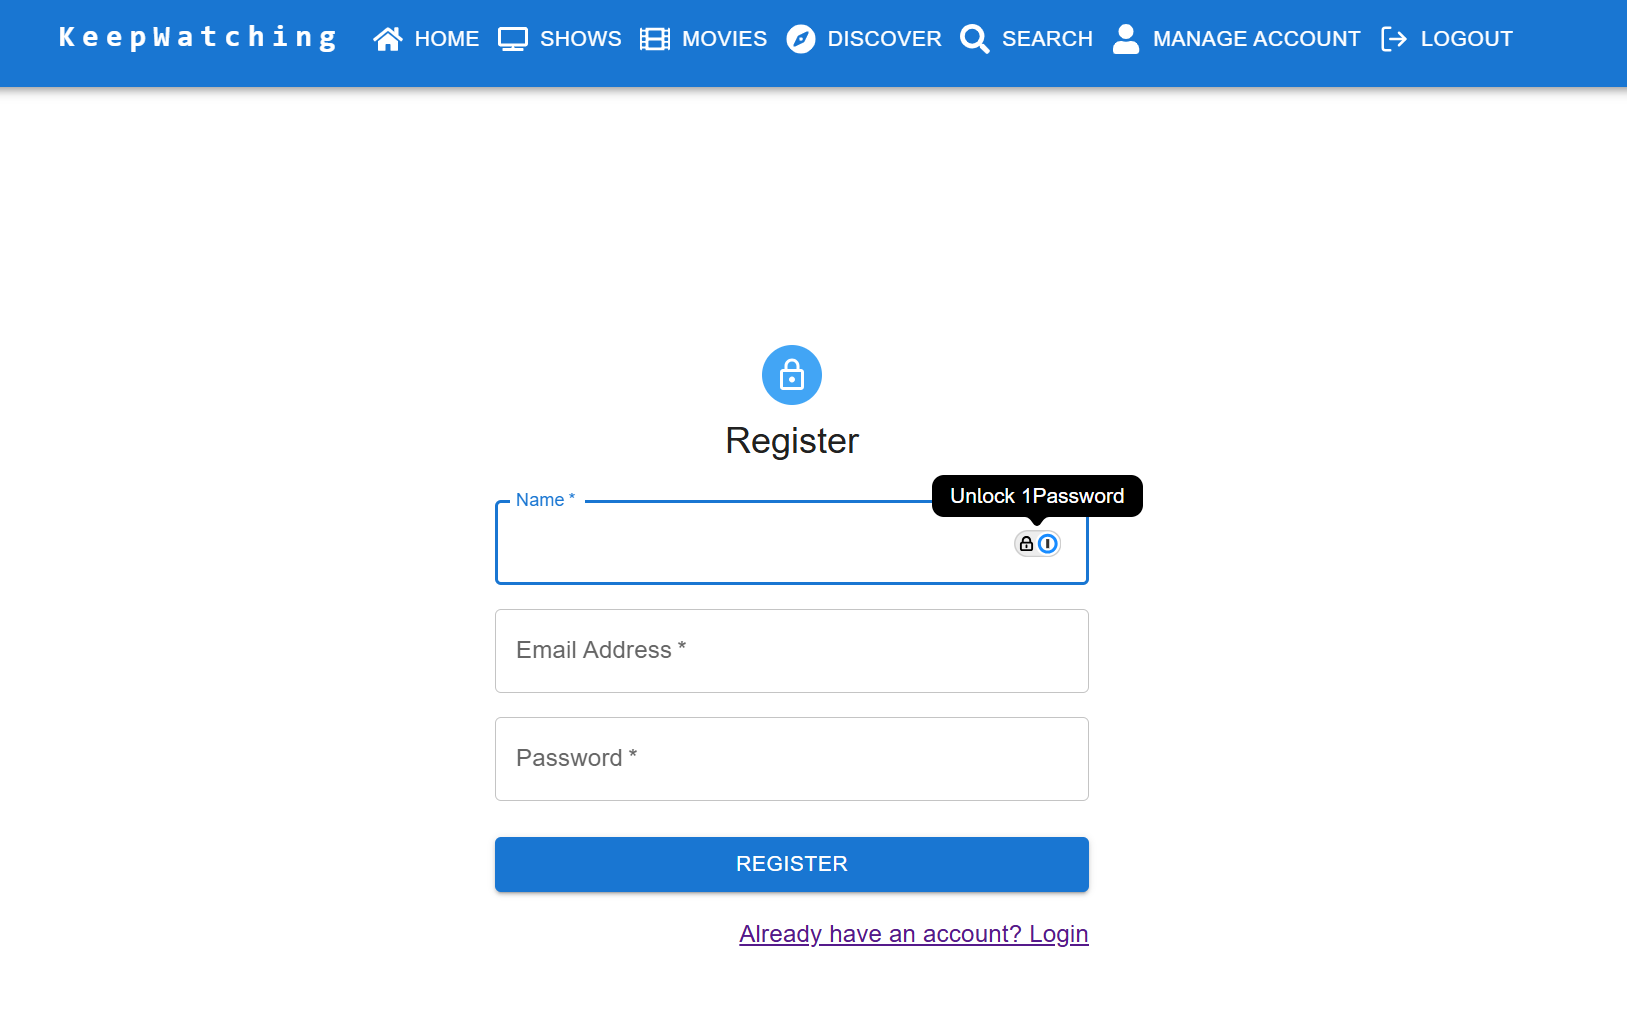 KeepWatching HOME SHOWS MOVIES DISCOVER SEARCH MANAGE ACCOUNT LOGOUT
Register
Unlock 1Password
Name *
Email Address *
Password *
REGISTER
Already have an account? Login